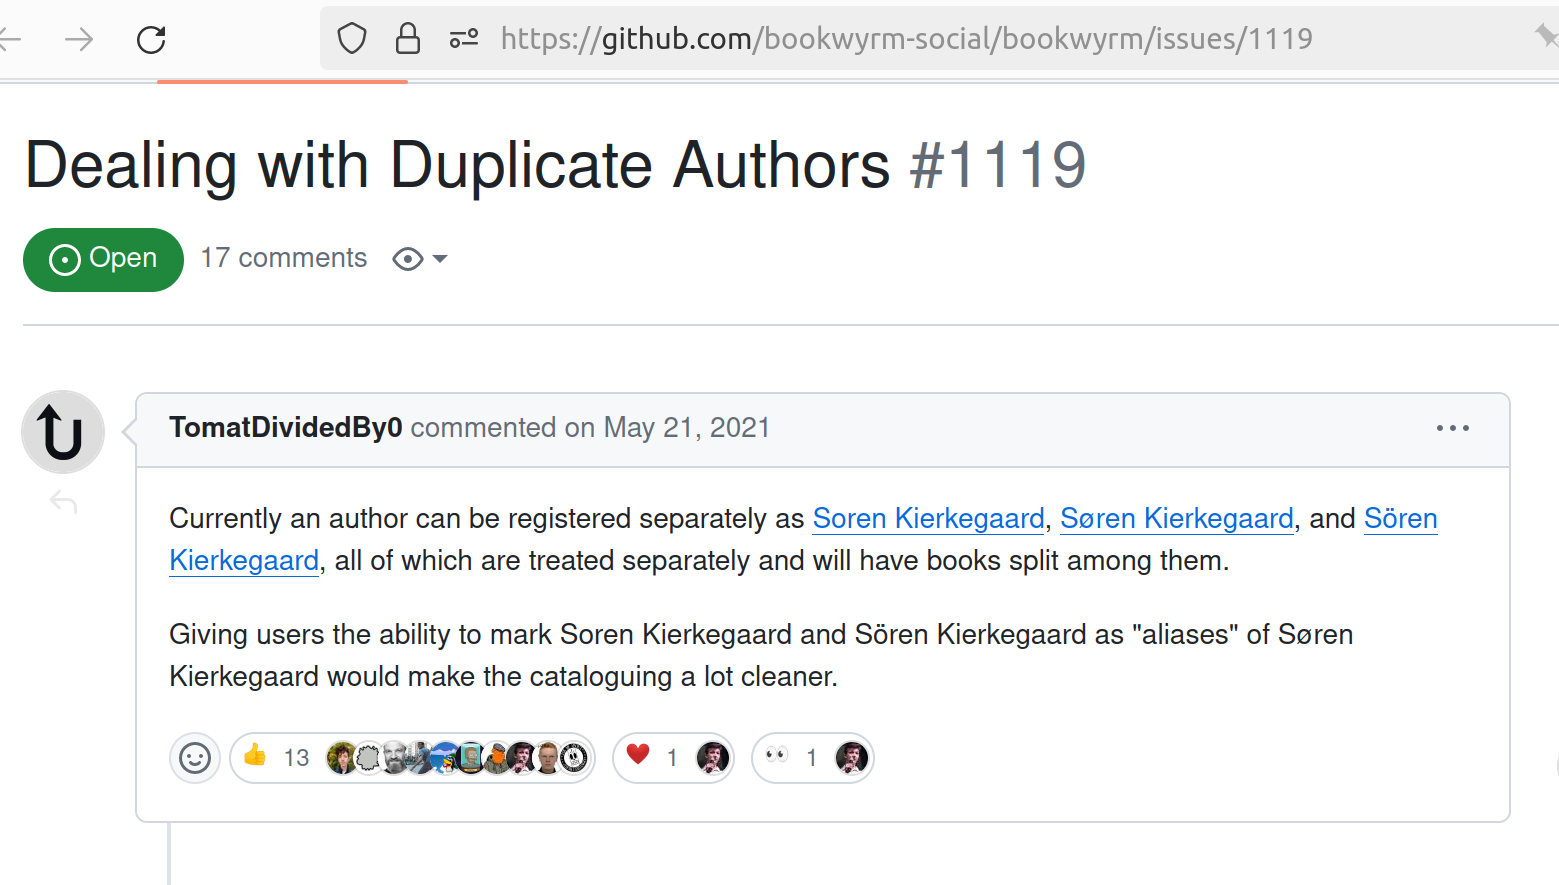 https://github.com/bookwyrm-social/bookwyrm/issues/1119
Dealing with Duplicate Authors #1119
Open 17 comments
TomatDividedBy0 commented on May 21, 2021
Currently an author can be registered separately as Soren Kierkegaard, Søren Kierkegaard, and Sören
Kierkegaard, all of which are treated separately and will have books split among them.
Giving users the ability to mark Soren Kierkegaard and Sören Kierkegaard as "aliases" of Søren
Kierkegaard would make the cataloguing a lot cleaner.
👍 13 ❤️ 1 👀 1